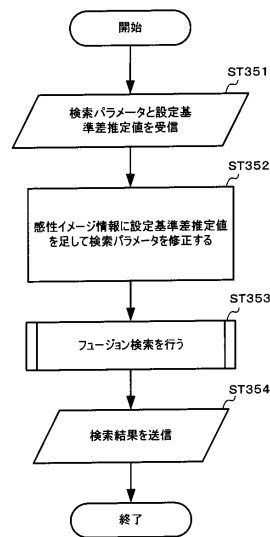 開始
ST351
検索パラメータと設定基
準差推定値を受信
ST352
感性イメージ情報に設定基準差推定値
を足して検索パラメータを修正する
ST353
フュージョン検索を行う
ST354
検索結果を送信
終了